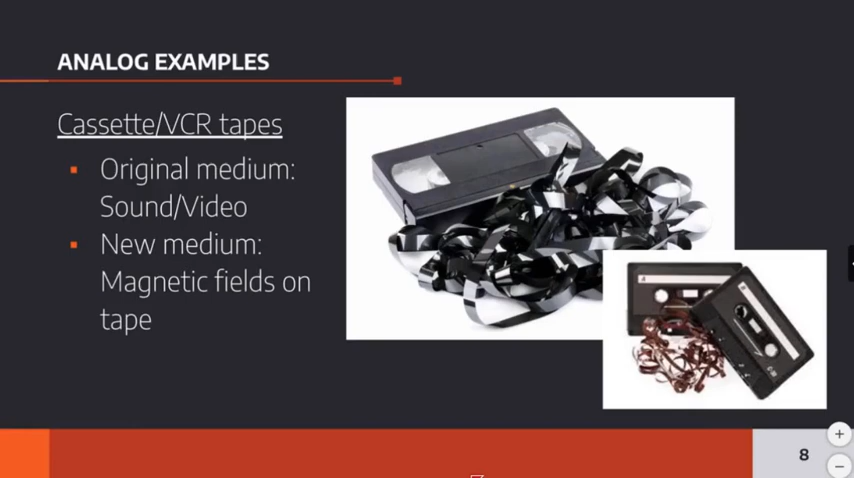 ANALOG EXAMPLES
Cassette/VCR tapes
Original medium:
Sound/Video
New medium:
Magnetic fields on
tape
8